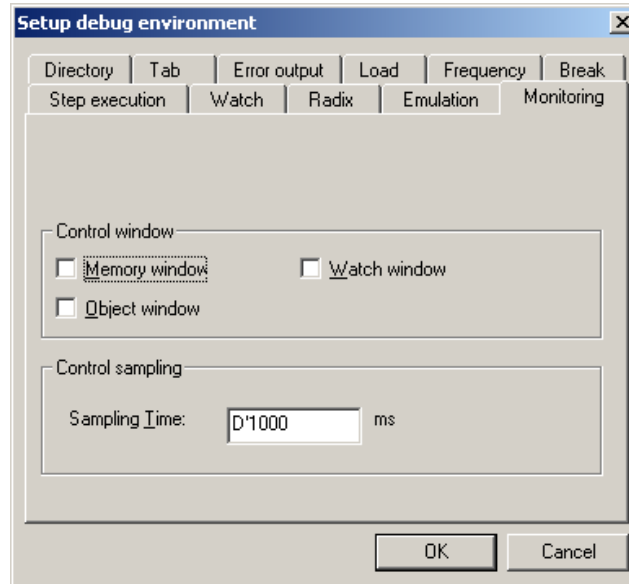 Setup debug environment
Directory Tab Error output Load Frequency Break
Step execution Watch Radix Emulation Monitoring
Control window
Memory window Watch window
Object window
Control sampling
Sampling Time: D'1000 ms
OK Cancel